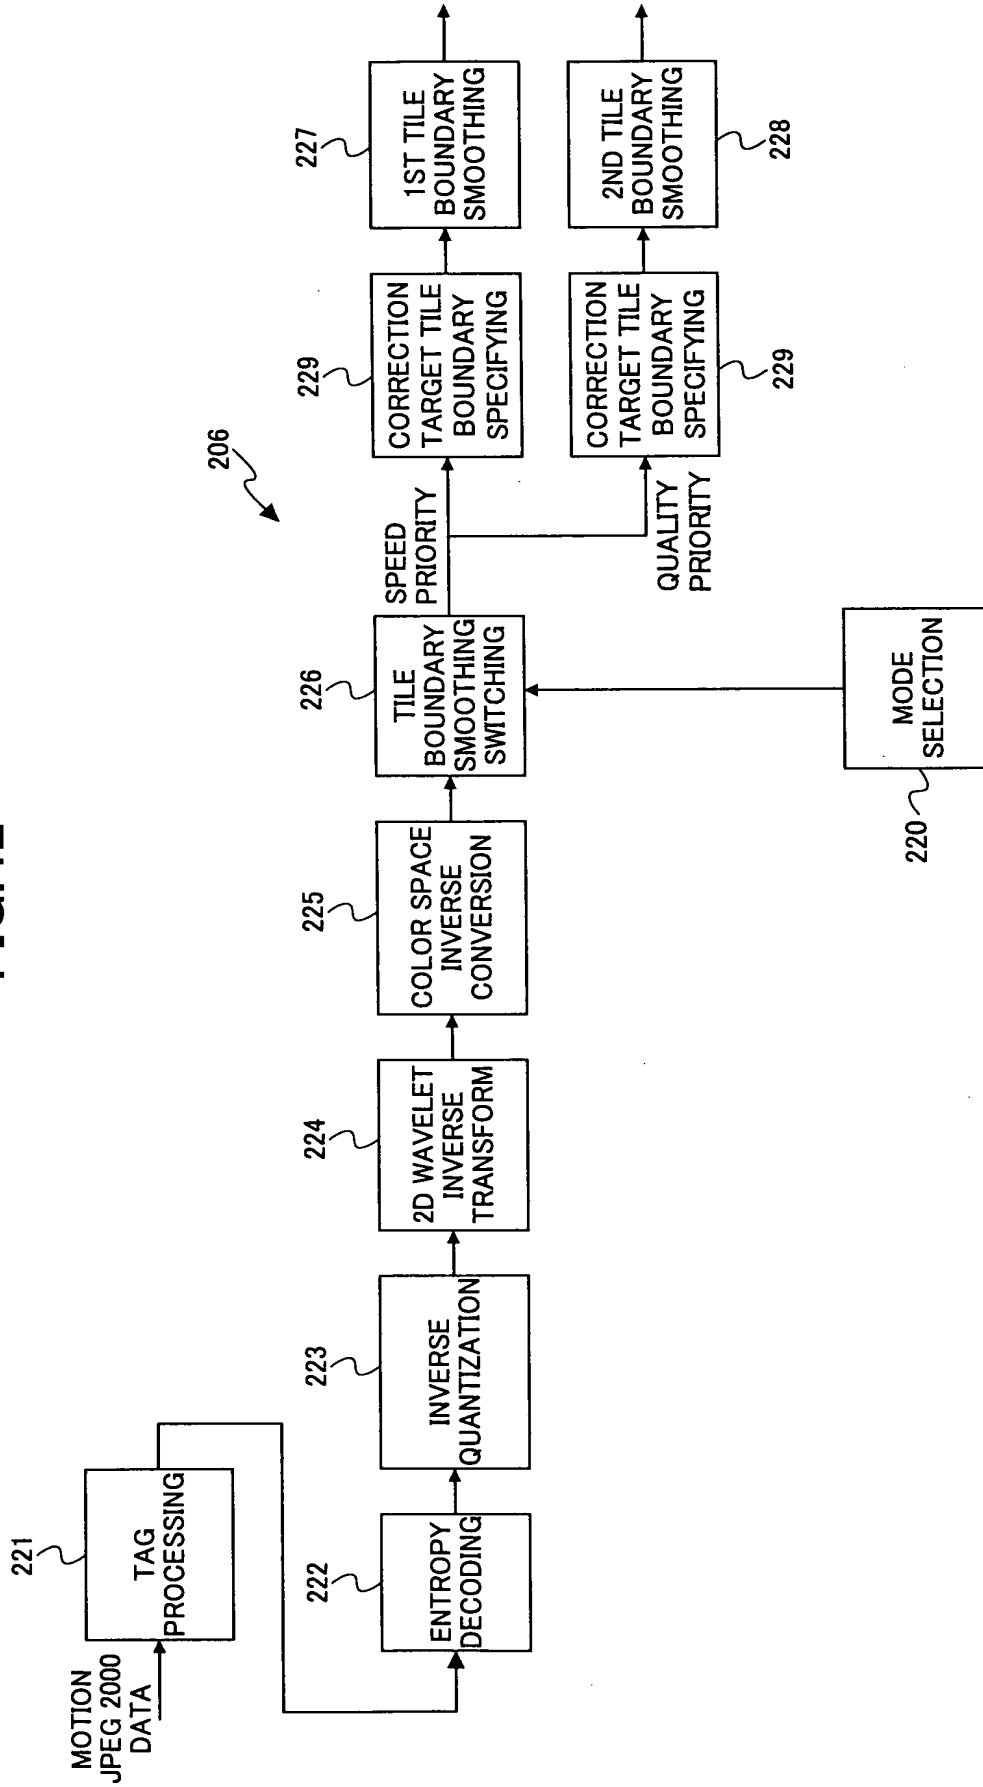 206
221
MOTION
JPEG 2000
DATA
TAG
PROCESSING
222
ENTROPY
DECODING
223
INVERSE
QUANTIZATION
224
2D WAVELET
INVERSE
TRANSFORM
225
COLOR SPACE
INVERSE
CONVERSION
226
TILE
BOUNDARY
SMOOTHING
SWITCHING
220
MODE
SELECTION
SPEED
PRIORITY
229
CORRECTION
TARGET TILE
BOUNDARY
SPECIFYING
227
1ST TILE
BOUNDARY
SMOOTHING
QUALITY
PRIORITY
CORRECTION
TARGET TILE
BOUNDARY
SPECIFYING
229
2ND TILE
BOUNDARY
SMOOTHING
228